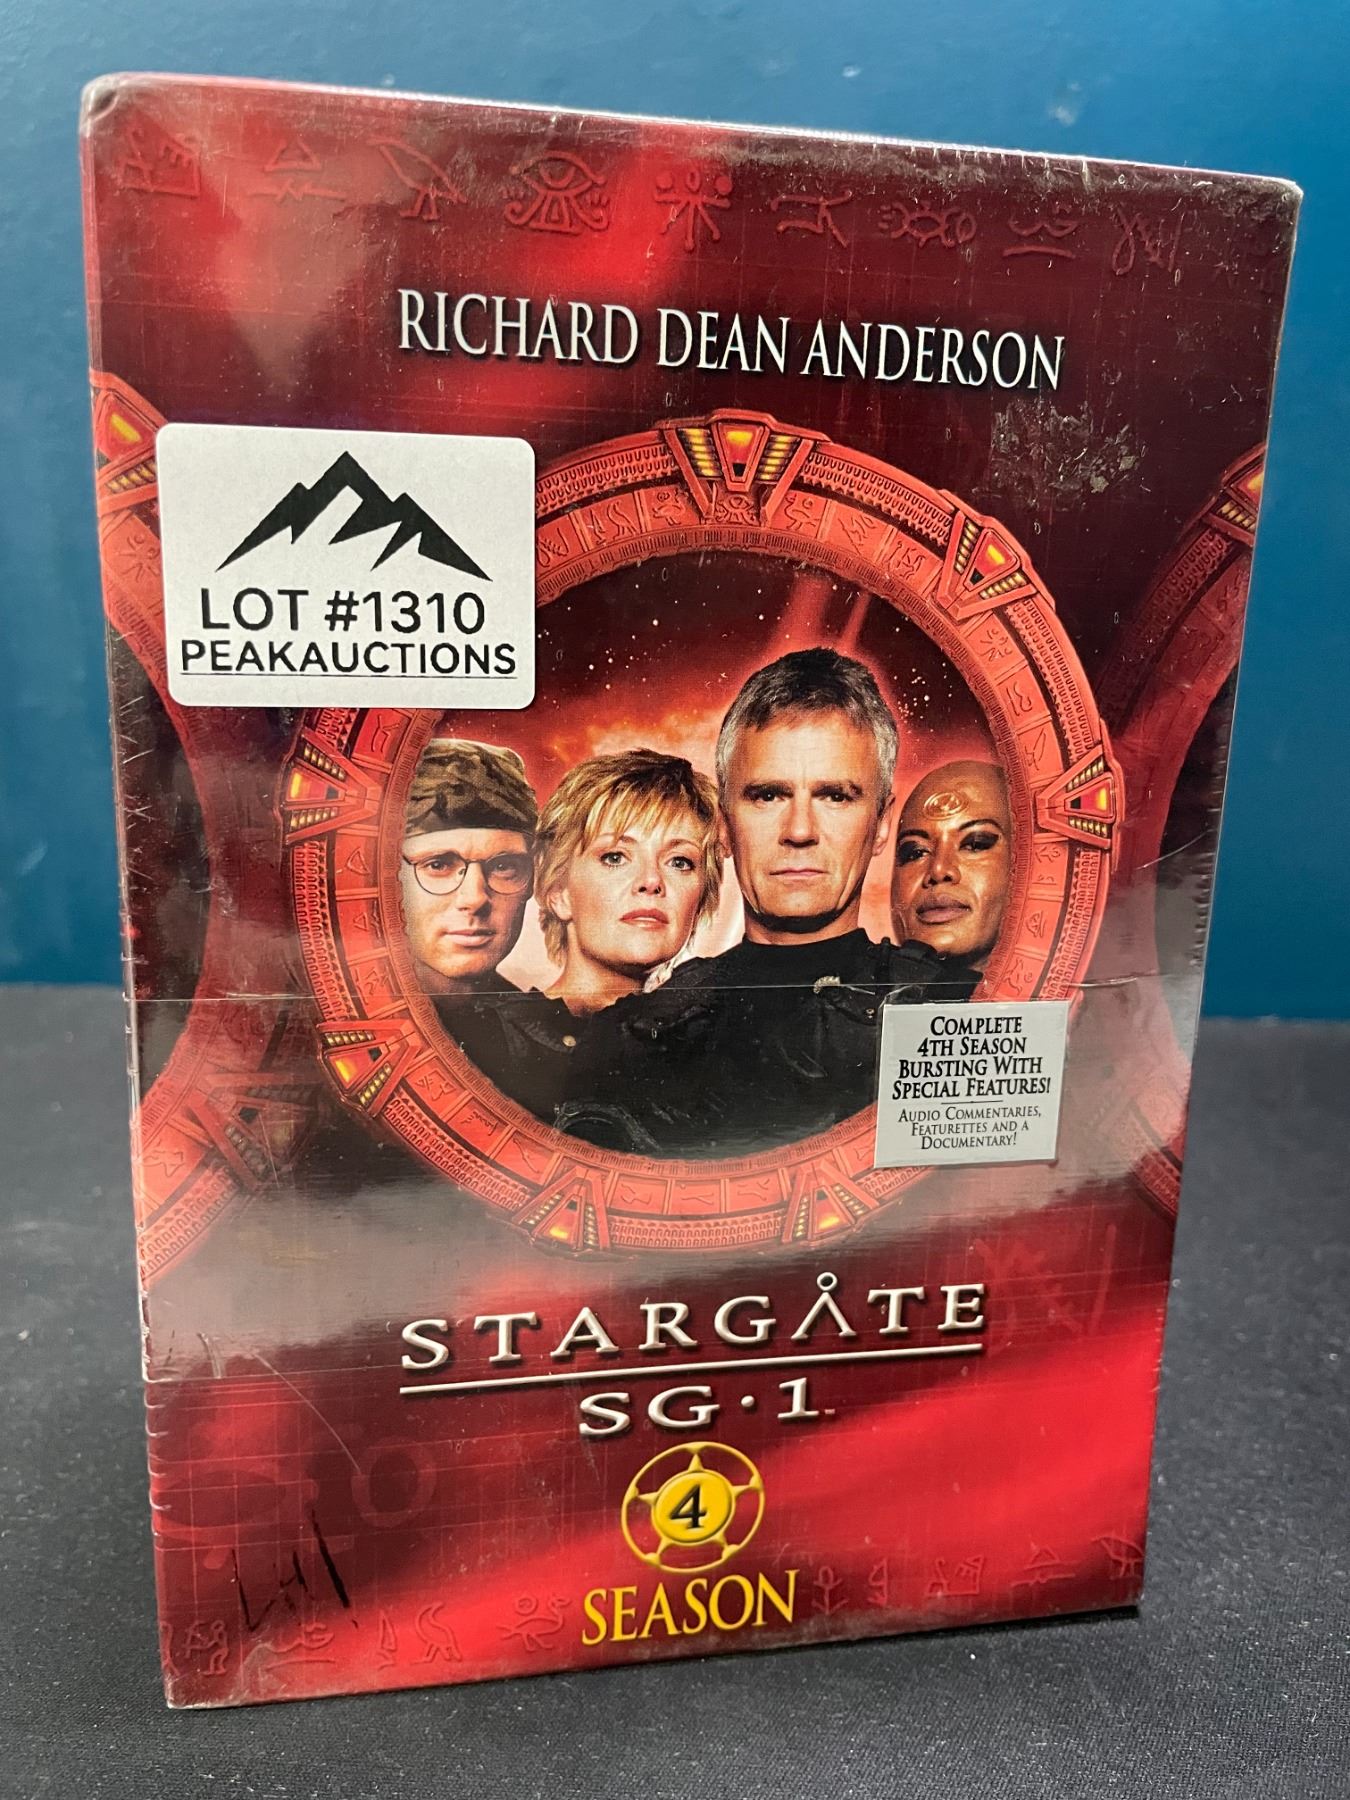 RICHARD DEAN ANDERSON
LOT #1310
PEAKAUCTIONS
COMPLETE
4TH SEASON
BURSTING WITH
SPECIAL FEATURES!
AUDIO COMMENTARIES,
FEATURETTES AND A
DOCUMENTARY!
STARGÅTE
SG·1
4
SEASON